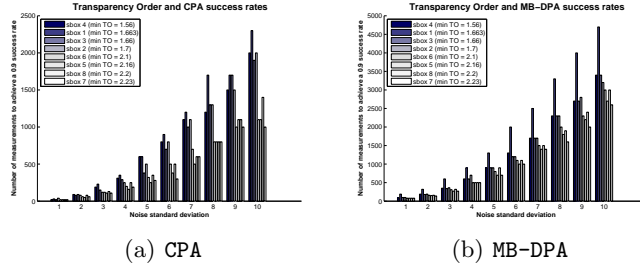 Transparency Order and CPA success rates
Number of measurements to achieve a 0.9 success rate
2500
2000
1500
1000
500
0
sbox 4 (min TO = 1.56)
sbox 1 (min TO = 1.663)
sbox 3 (min TO = 1.66)
sbox 2 (min TO = 1.7)
sbox 6 (min TO = 2.1)
sbox 5 (min TO = 2.16)
sbox 8 (min TO = 2.2)
sbox 7 (min TO = 2.23)
1 2 3 4 5 6 7 8 9 10
Noise standard deviation
(a) CPA
Transparency Order and MB−DPA success rates
Number of measurements to achieve a 0.9 success rate
5000
4500
4000
3500
3000
2500
2000
1500
1000
500
0
sbox 4 (min TO = 1.56)
sbox 1 (min TO = 1.663)
sbox 3 (min TO = 1.66)
sbox 2 (min TO = 1.7)
sbox 6 (min TO = 2.1)
sbox 5 (min TO = 2.16)
sbox 8 (min TO = 2.2)
sbox 7 (min TO = 2.23)
1 2 3 4 5 6 7 8 9 10
Noise standard deviation
(b) MB-DPA